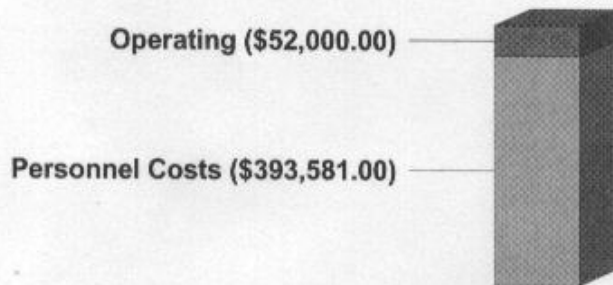 Operating ($52,000.00)
Personnel Costs ($393,581.00)